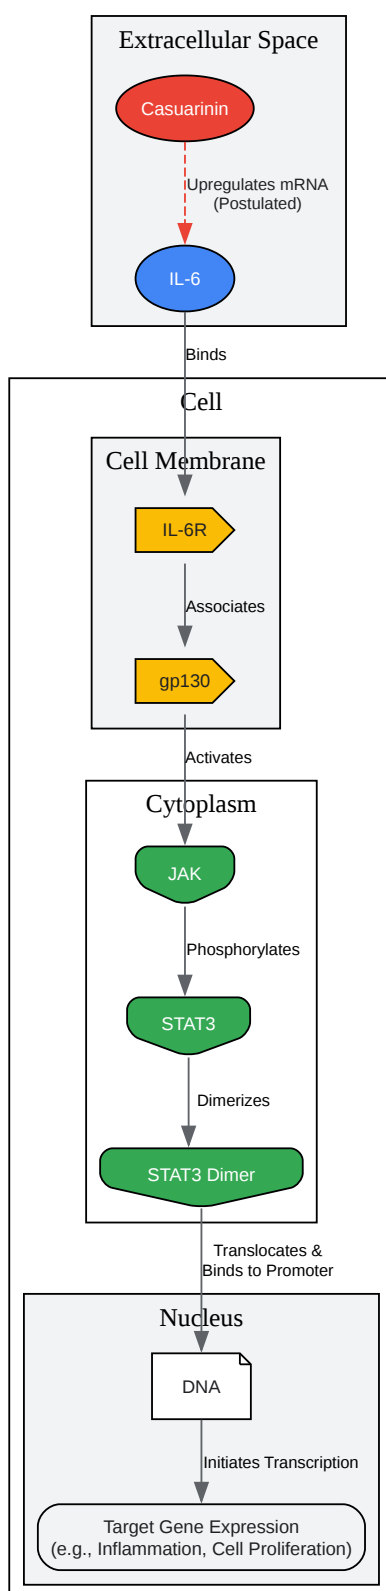 Extracellular Space
Casuarinin
Upregulates mRNA
(Postulated)
IL-6
Binds
Cell
Cell Membrane
IL-6R
Associates
gp130
Activates
Cytoplasm
JAK
Phosphorylates
STAT3
Dimerizes
STAT3 Dimer
Translocates &
Binds to Promoter
Nucleus
DNA
Initiates Transcription
Target Gene Expression
(e.g., Inflammation, Cell Proliferation)